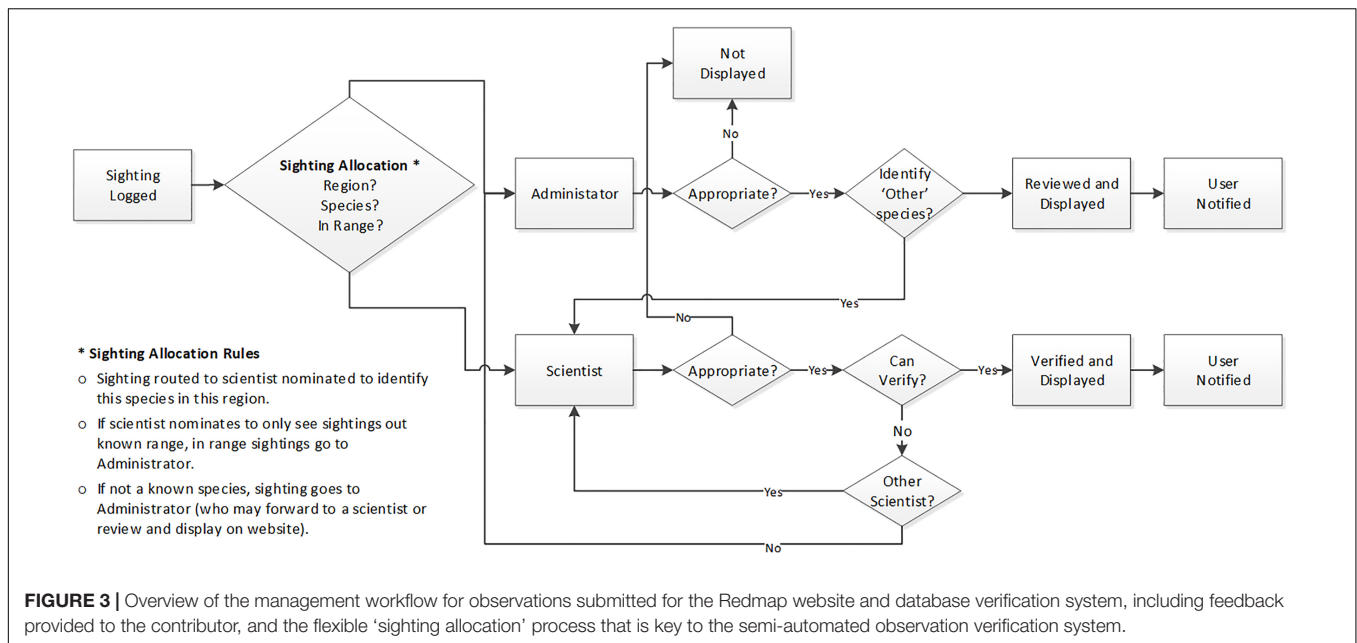 Not
Displayed
No
Sighting
Logged
Sighting Allocation *
Region?
Species?
In Range?
Administator
Appropriate?
Yes
Identify
‘Other’
species?
Reviewed and
Displayed
User
Notified
Yes
No
Scientist
Appropriate?
Yes
Can
Verify?
Yes
Verified and
Displayed
User
Notified
No
Other
Scientist?
Yes
No
* Sighting Allocation Rules
o Sighting routed to scientist nominated to identify
this species in this region.
o If scientist nominates to only see sightings out
known range, in range sightings go to
Administrator.
o If not a known species, sighting goes to
Administrator (who may forward to a scientist or
review and display on website).
FIGURE 3 | Overview of the management workflow for observations submitted for the Redmap website and database verification system, including feedback
provided to the contributor, and the flexible ‘sighting allocation’ process that is key to the semi-automated observation verification system.